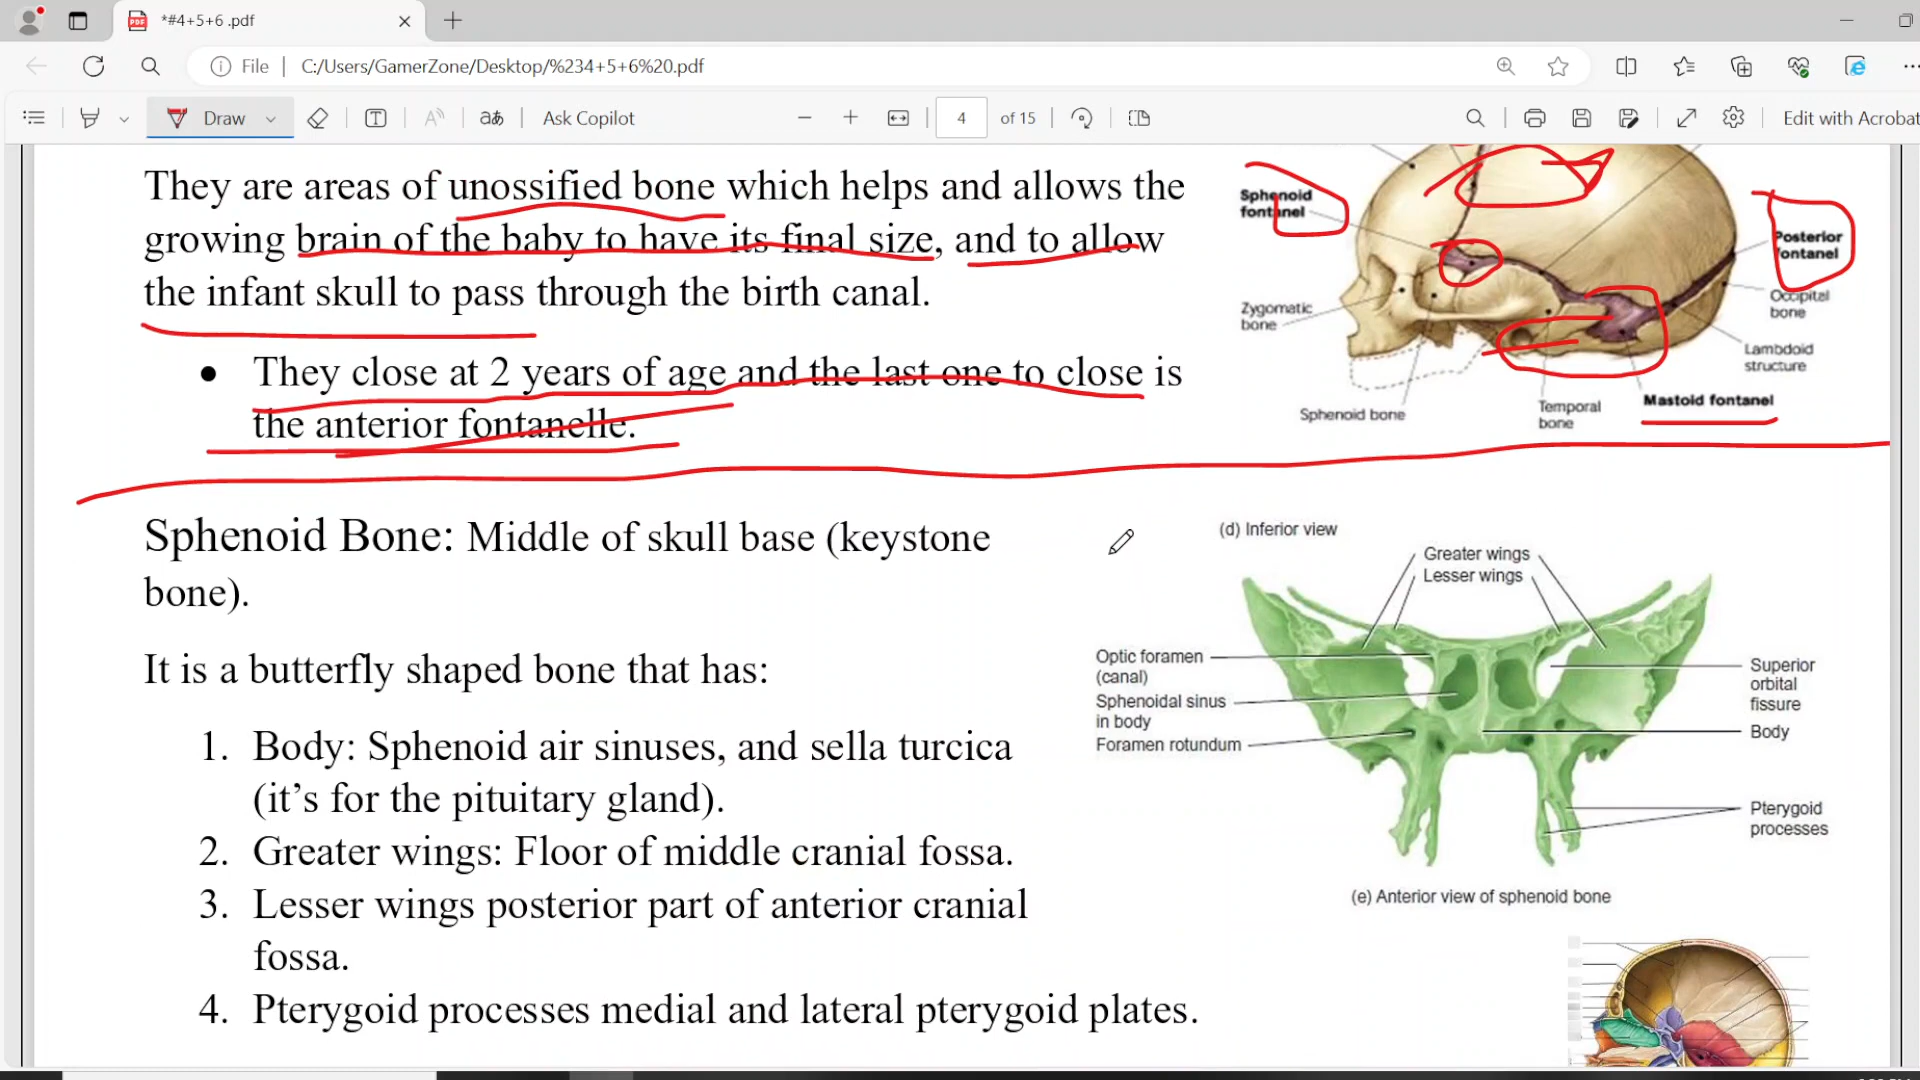 *#4+5+6 .pdf
File
C:/Users/GamerZone/Desktop/%234+5+6%20.pdf
Draw
Ask Copilot
4
of 15
Edit with Acrobat
They are areas of unossified bone which helps and allows the
growing brain of the baby to have its final size, and to allow
the infant skull to pass through the birth canal.
• They close at 2 years of age and the last one to close is
the anterior fontanelle.
Sphenoid
fontanel
Posterior
fontanel
Occipital
bone
Zygomatic
bone
Lambdoid
structure
Mastoid fontanel
Temporal
bone
Sphenoid bone
Sphenoid Bone: Middle of skull base (keystone
bone).
It is a butterfly shaped bone that has:
1. Body: Sphenoid air sinuses, and sella turcica
(it’s for the pituitary gland).
2. Greater wings: Floor of middle cranial fossa.
3. Lesser wings posterior part of anterior cranial
fossa.
4. Pterygoid processes medial and lateral pterygoid plates.
(d) Inferior view
Greater wings
Lesser wings
Optic foramen
(canal)
Sphenoidal sinus
in body
Foramen rotundum
Superior
orbital
fissure
Body
Pterygoid
processes
(e) Anterior view of sphenoid bone